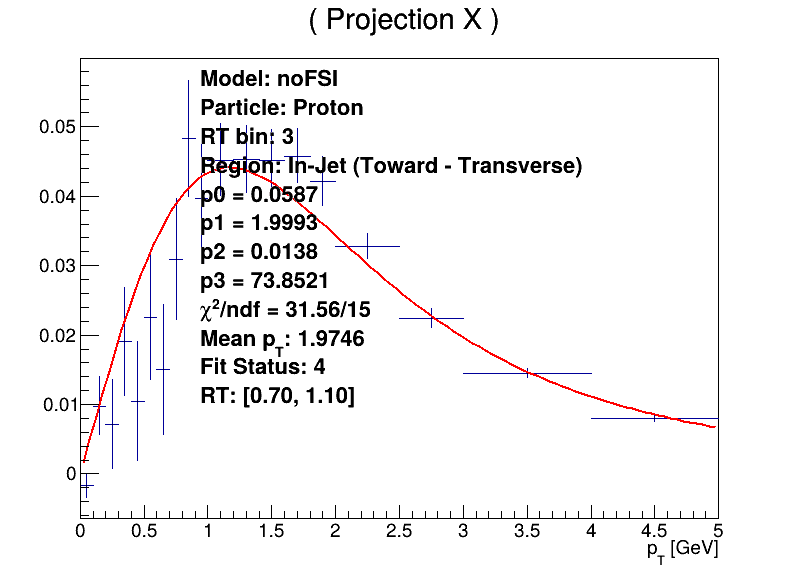 ( Projection X )
Model: noFSI
Particle: Proton
RT bin: 3
Region: In-Jet (Toward - Transverse)
p0 = 0.0587
p1 = 1.9993
p2 = 0.0138
p3 = 73.8521
χ²/ndf = 31.56/15
Mean p_T: 1.9746
Fit Status: 4
RT: [0.70, 1.10]
0.05
0.04
0.03
0.02
0.01
0
0 0.5 1 1.5 2 2.5 3 3.5 4 4.5 5
p_T [GeV]